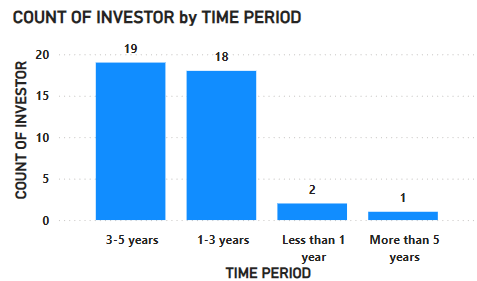 COUNT OF INVESTOR by TIME PERIOD
COUNT OF INVESTOR
20
15
10
5
0
19
18
2
1
3-5 years
1-3 years
Less than 1
year
More than 5
years
TIME PERIOD